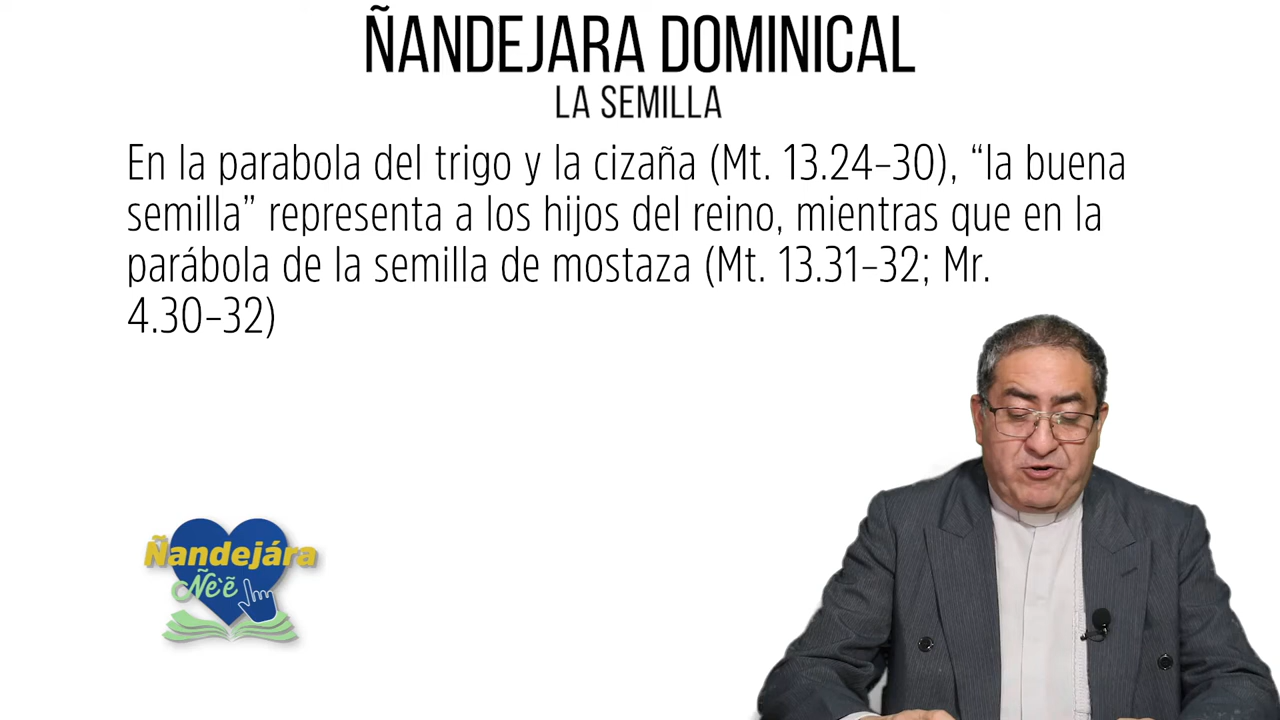 ÑANDEJARA DOMINICAL
LA SEMILLA
En la parabola del trigo y la cizaña (Mt. 13.24–30), “la buena
semilla” representa a los hijos del reino, mientras que en la
parábola de la semilla de mostaza (Mt. 13.31–32; Mr.
4.30–32)
Ñandejára
Ñe'ẽ